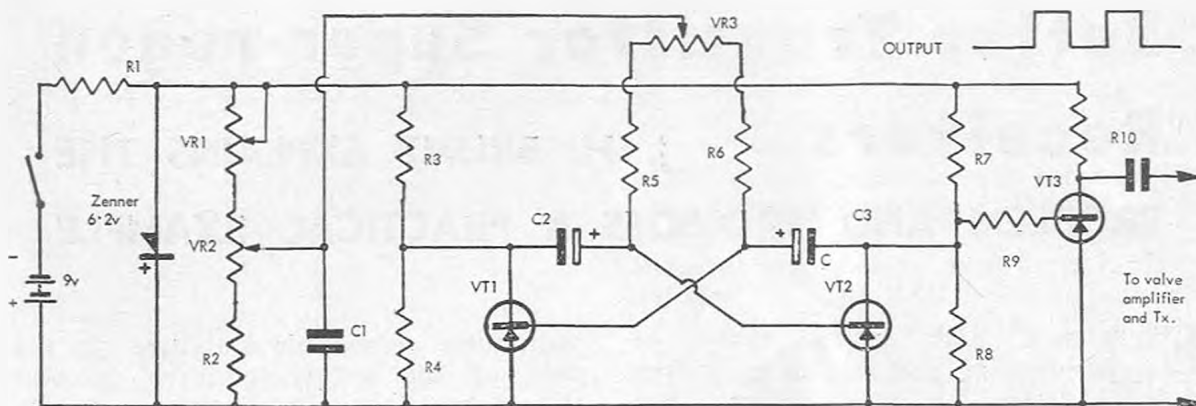 VR3
OUTPUT
R1
VR1
R3
R5
R6
R7
R10
VT3
Zenner
6·2v
+
C2
+
C3
+
C
VR2
R9
-
9v
+
VT1
VT2
To valve
amplifier
and Tx.
C1
R2
R4
R8